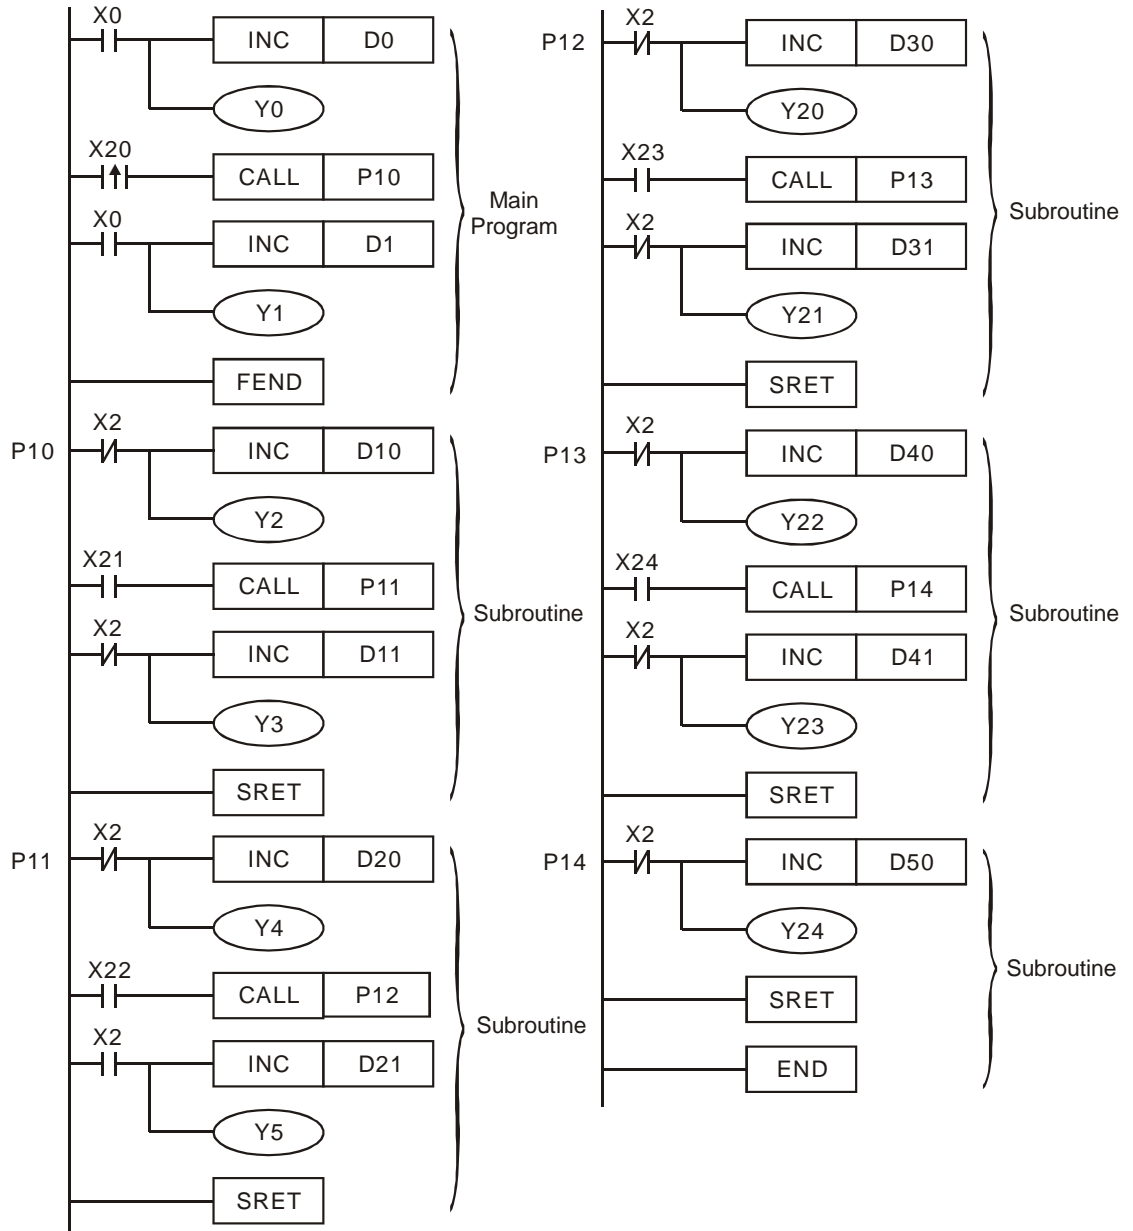 X0
INC D0
Y0
X20
CALL P10
X0
INC D1
Y1
FEND
Main
Program
P10
X2
INC D10
Y2
X21
CALL P11
X2
INC D11
Y3
SRET
Subroutine
P11
X2
INC D20
Y4
X22
CALL P12
X2
INC D21
Y5
SRET
Subroutine
P12
X2
INC D30
Y20
X23
CALL P13
X2
INC D31
Y21
SRET
Subroutine
P13
X2
INC D40
Y22
X24
CALL P14
X2
INC D41
Y23
SRET
Subroutine
P14
X2
INC D50
Y24
SRET
END
Subroutine